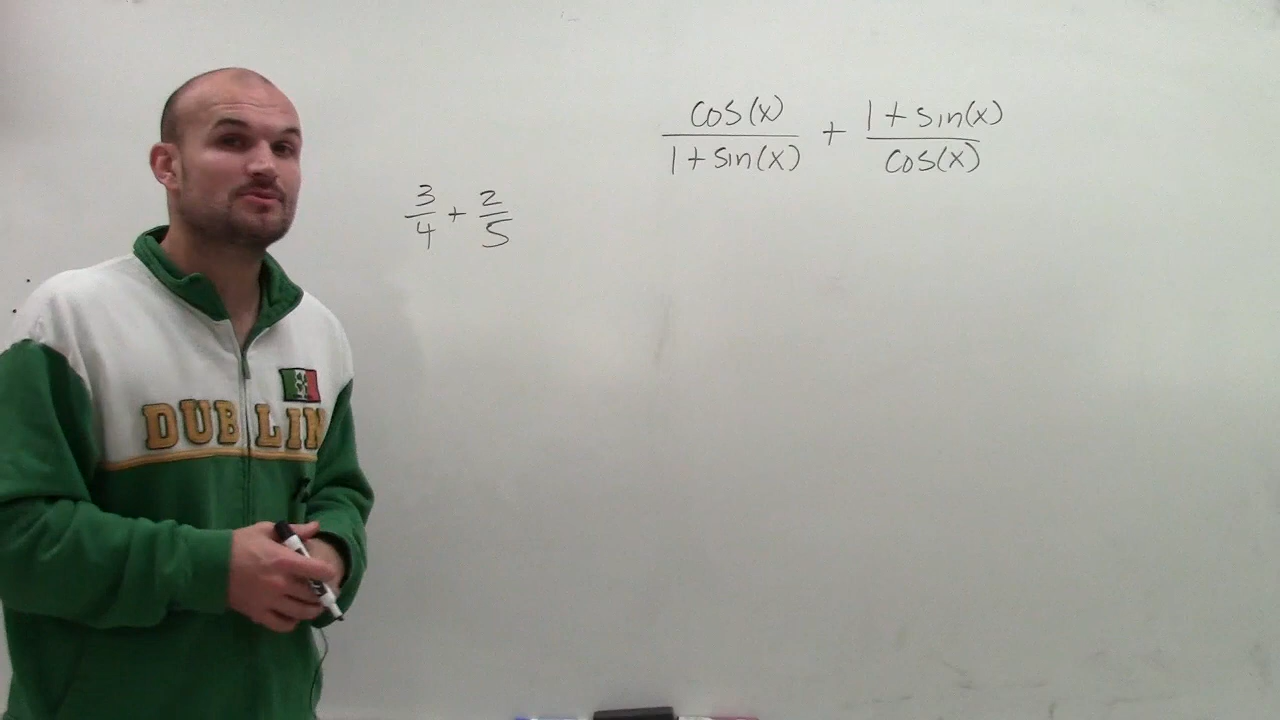 cos(x)/1+sin(x) + 1+sin(x)/cos(x)
3/4 + 2/5
DUBLIN